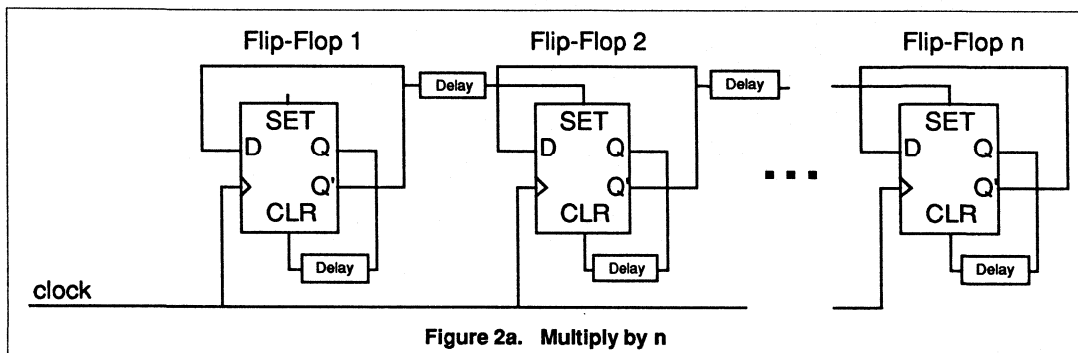 Flip-Flop 1
Flip-Flop 2
Flip-Flop n
Delay
Delay
SET
D
Q
Q'
CLR
Delay
SET
D
Q
Q'
CLR
Delay
SET
D
Q
Q'
CLR
Delay
clock
Figure 2a. Multiply by n